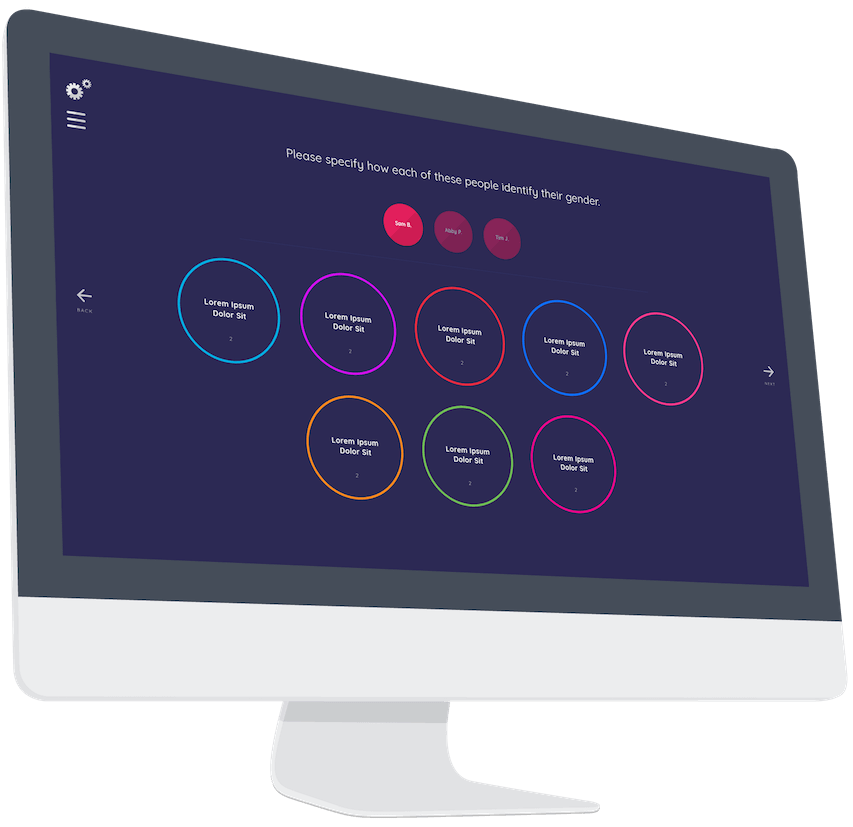 Please specify how each of these people identify their gender.
Sam B.
Abby P.
Tim J.
Lorem Ipsum
Dolor Sit
2
Lorem Ipsum
Dolor Sit
2
Lorem Ipsum
Dolor Sit
2
Lorem Ipsum
Dolor Sit
2
Lorem Ipsum
Dolor Sit
2
BACK
NEXT
Lorem Ipsum
Dolor Sit
2
Lorem Ipsum
Dolor Sit
2
Lorem Ipsum
Dolor Sit
2